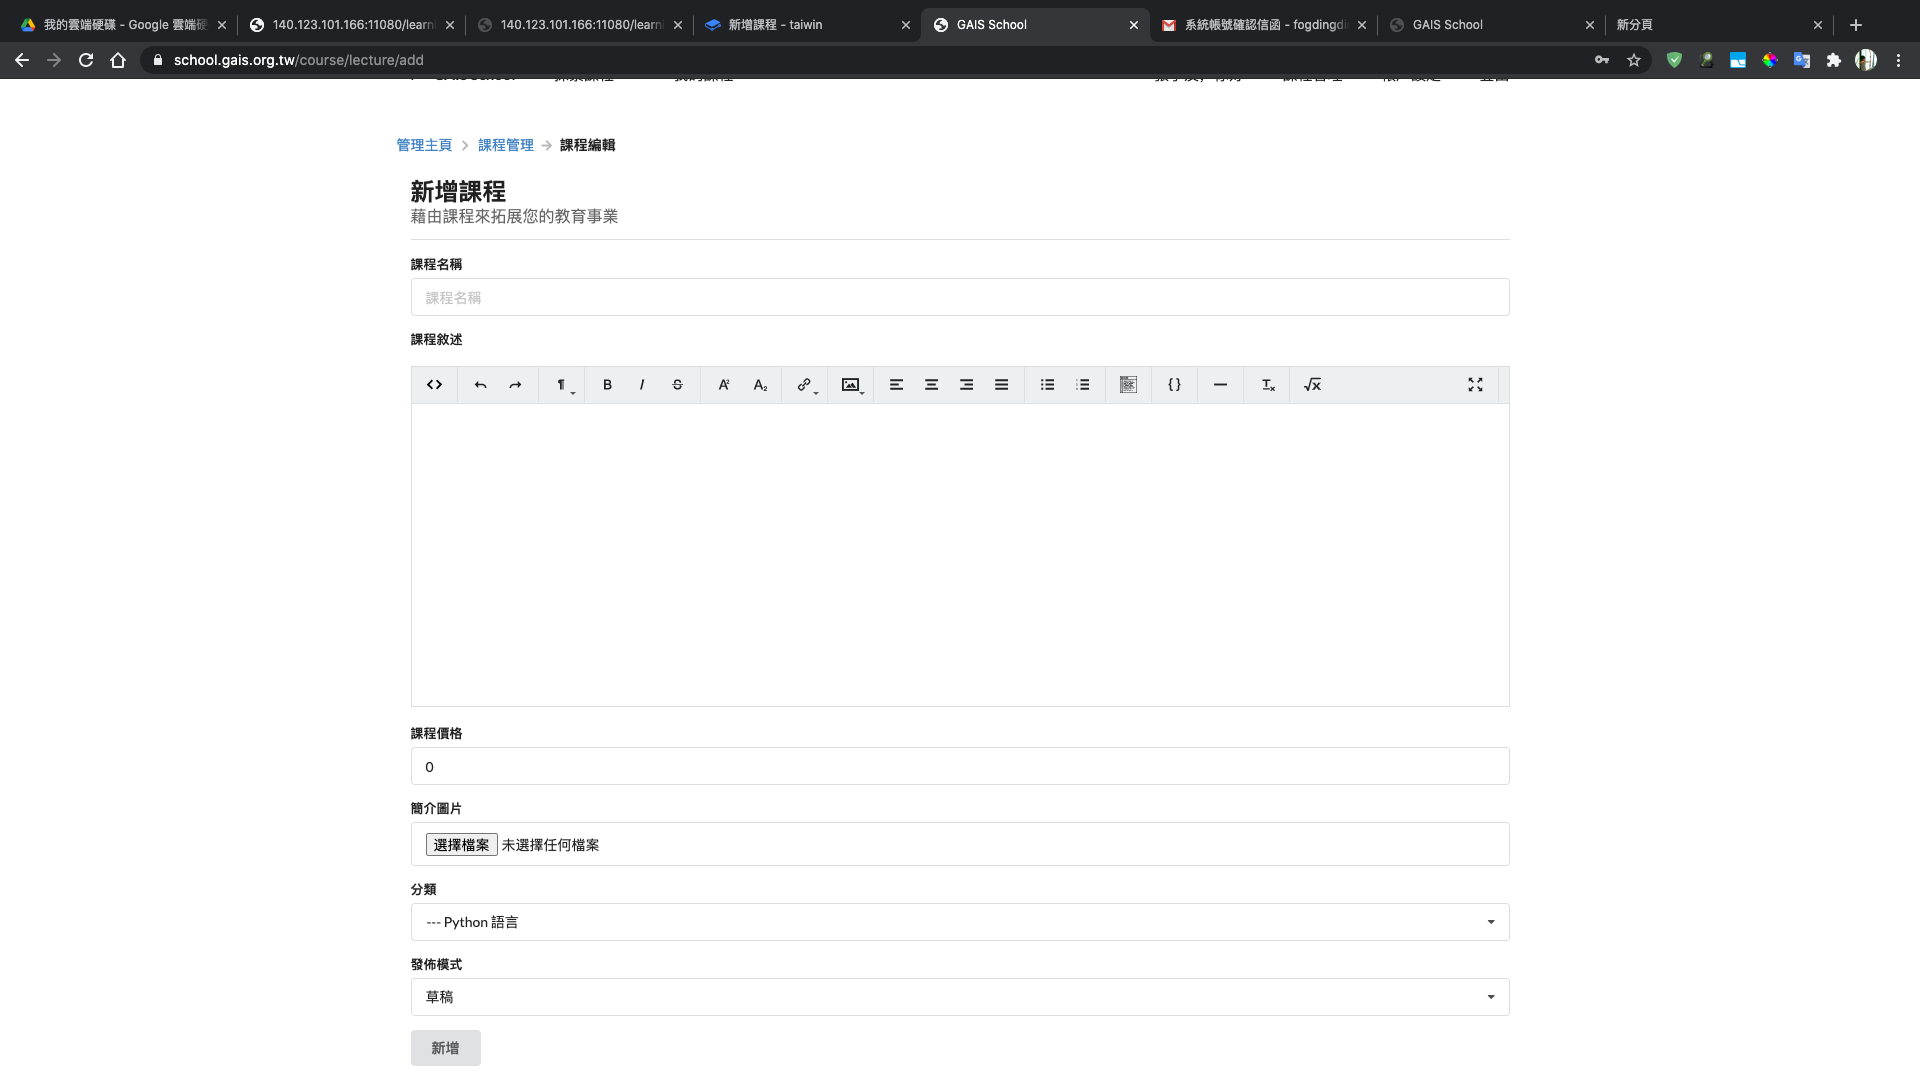 我的雲端硬碟 - Google 雲端硬
140.123.101.166:11080/learn
140.123.101.166:11080/learn
新增課程 - taiwin
GAIS School
系統帳號確認信函 - fogdingdi
GAIS School
新分頁
school.gais.org.tw/course/lecture/add
管理主頁 > 課程管理 → 課程編輯
新增課程
藉由課程來拓展您的教育事業
課程名稱
課程名稱
課程敘述
課程價格
0
簡介圖片
選擇檔案 未選擇任何檔案
分類
--- Python 語言
發佈模式
草稿
新增